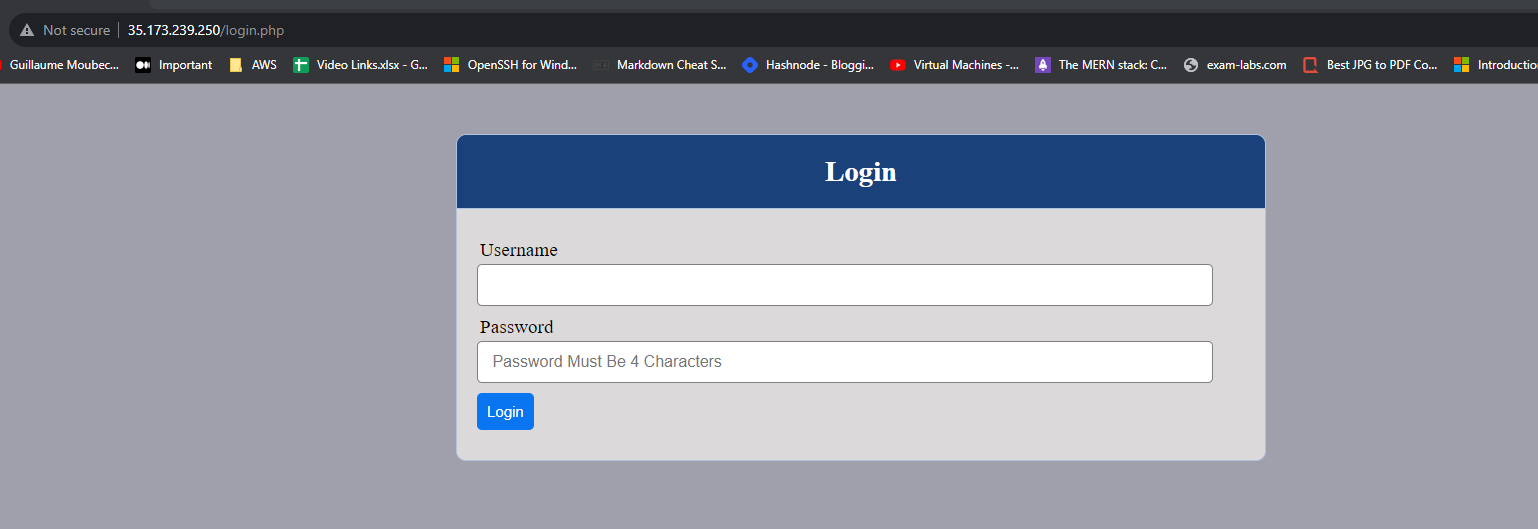 Not secure 35.173.239.250/login.php
Guillaume Moubec... Important AWS Video Links.xlsx - G... OpenSSH for Wind... Markdown Cheat S... Hashnode - Bloggi... Virtual Machines -... The MERN stack: C... exam-labs.com Best JPG to PDF Co... Introductio
Login
Username
Password
Password Must Be 4 Characters
Login